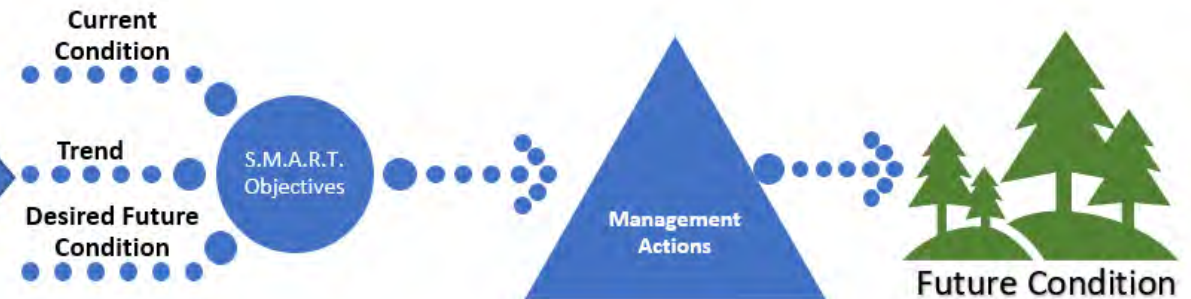 Current
Condition
Trend
Desired Future
Condition
S.M.A.R.T.
Objectives
Management
Actions
Future Condition